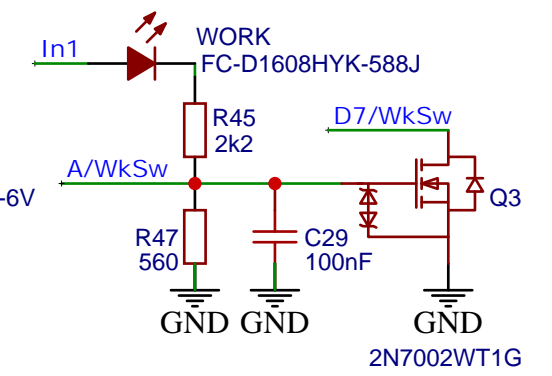 WORK
In1
FC-D1608HYK-588J
R45
2k2
D7/WkSw
A/WkSw
-6V
Q3
R47
560
C29
100nF
GND
GND
GND
2N7002WT1G